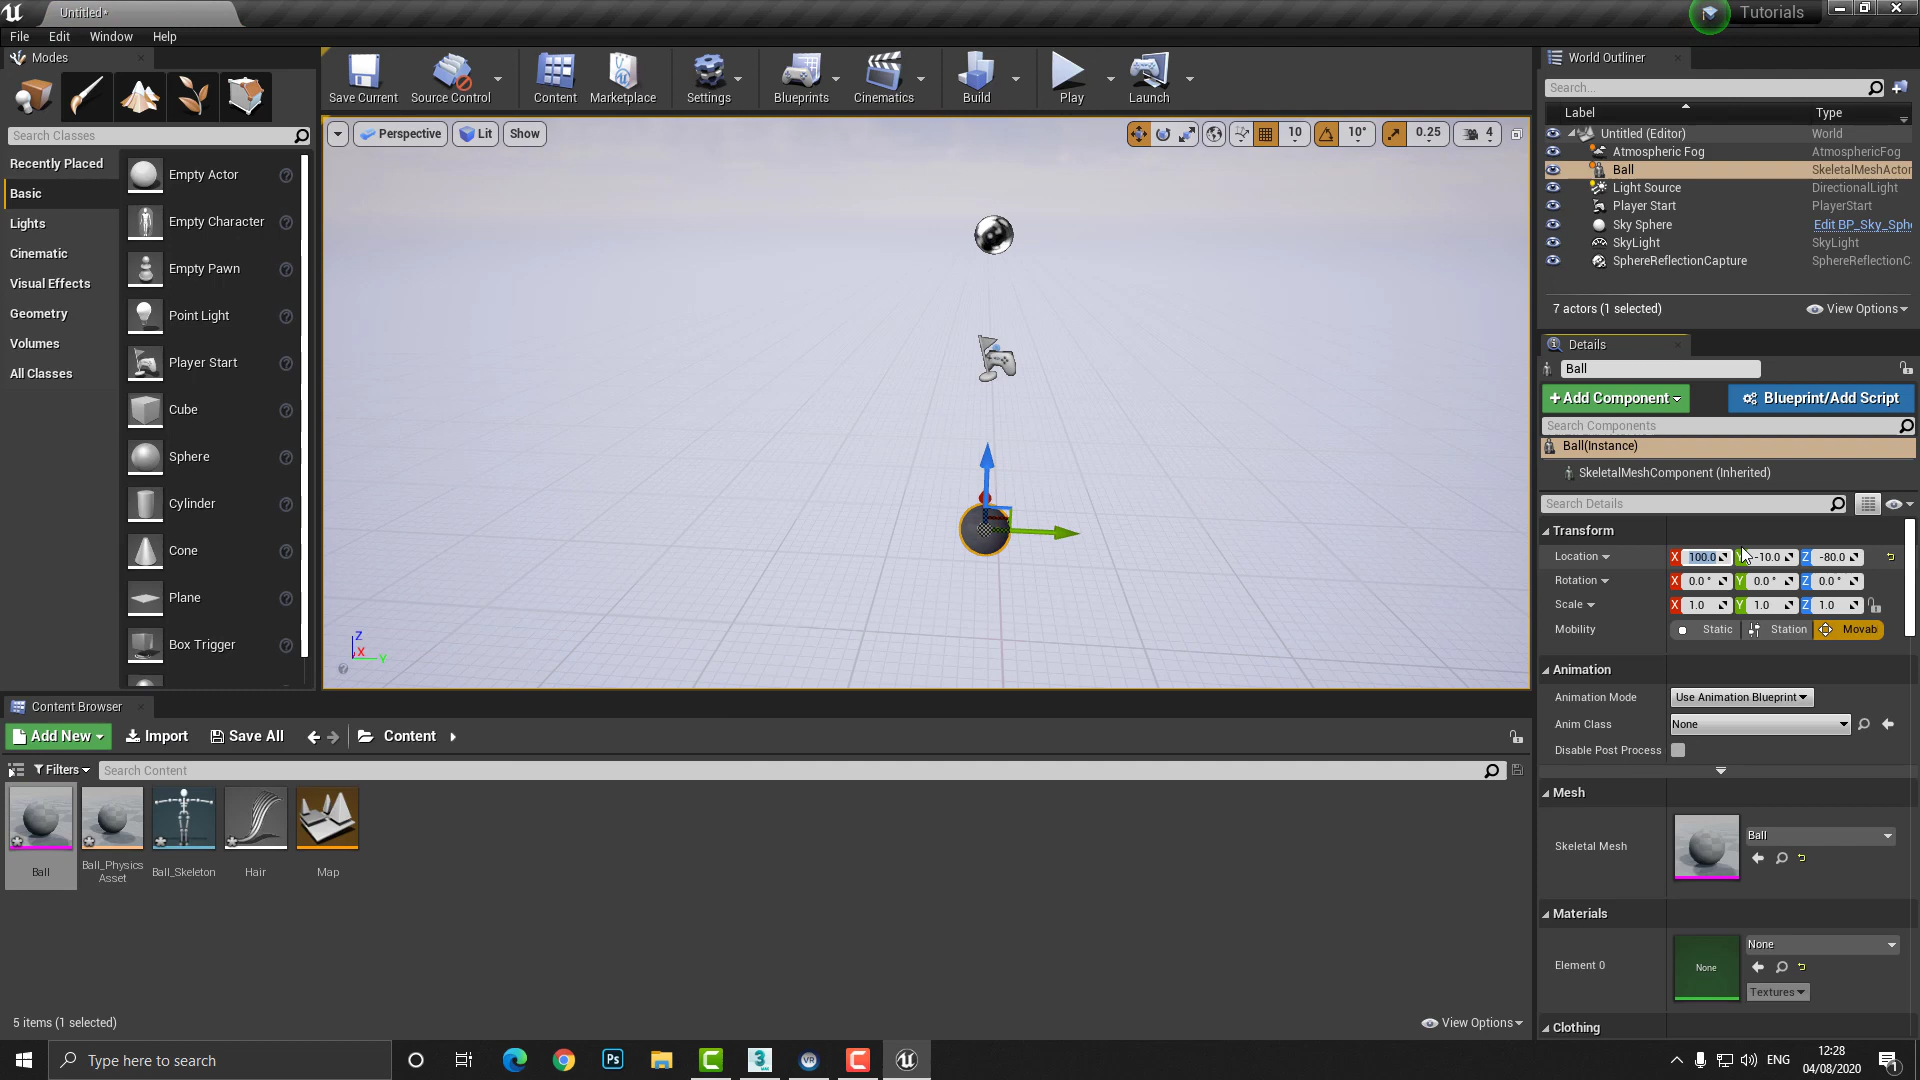 Untitled*
Tutorials
File Edit Window Help
Modes
Save Current
Source Control
Content
Marketplace
Settings
Blueprints
Cinematics
Build
Play
Launch
World Outliner
Search...
Label
Type
Search Classes
Recently Placed
Basic
Lights
Cinematic
Visual Effects
Geometry
Volumes
All Classes
Empty Actor
Empty Character
Empty Pawn
Point Light
Player Start
Cube
Sphere
Cylinder
Cone
Plane
Box Trigger
Perspective
Lit
Show
10
10°
0.25
4
Z
X
Y
Untitled (Editor) World
Atmospheric Fog AtmosphericFog
Ball SkeletalMeshActor
Light Source DirectionalLight
Player Start PlayerStart
Sky Sphere Edit BP_Sky_Sphe
SkyLight SkyLight
SphereReflectionCapture SphereReflectionC
7 actors (1 selected)
View Options
Details
Ball
+Add Component
Blueprint/Add Script
Search Components
Ball(Instance)
SkeletalMeshComponent (Inherited)
Search Details
Transform
Location X 100.0 Y -10.0 Z -80.0
Rotation X 0.0 ° Y 0.0 ° Z 0.0 °
Scale X 1.0 Y 1.0 Z 1.0
Mobility Static Station Movab
Animation
Animation Mode Use Animation Blueprint
Anim Class None
Disable Post Process
Mesh
Skeletal Mesh
Ball
Materials
Element 0
None
None
Textures
Clothing
Content Browser
Add New
Import
Save All
Content
Filters
Search Content
Ball
Ball_Physics
Asset
Ball_Skeleton
Hair
Map
5 items (1 selected)
View Options
Type here to search
Ps
3
VR
ENG
12:28
04/08/2020
1